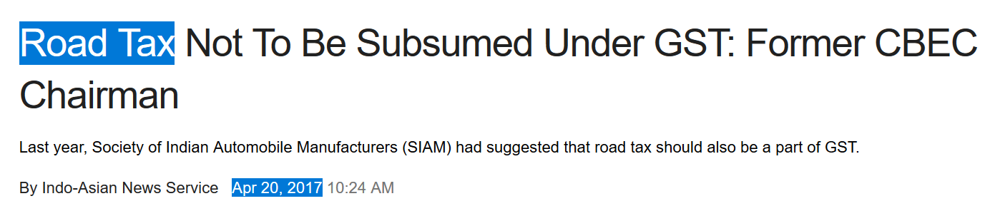 Road Tax Not To Be Subsumed Under GST: Former CBEC
Chairman
Last year, Society of Indian Automobile Manufacturers (SIAM) had suggested that road tax should also be a part of GST.
By Indo-Asian News Service Apr 20, 2017 10:24 AM